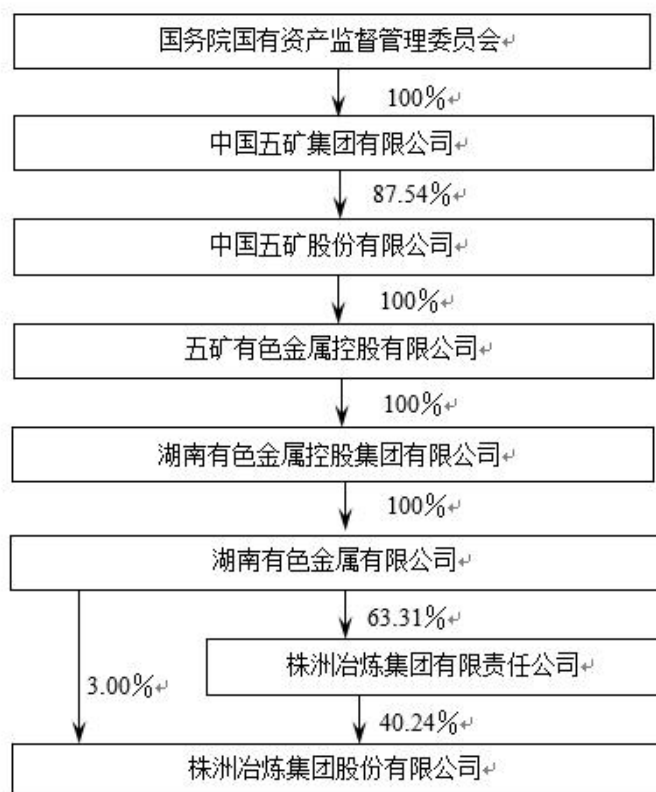 国务院国有资产监督管理委员会
100%
中国五矿集团有限公司
87.54%
中国五矿股份有限公司
100%
五矿有色金属控股有限公司
100%
湖南有色金属控股集团有限公司
100%
湖南有色金属有限公司
63.31%
株洲冶炼集团有限责任公司
3.00%
40.24%
株洲冶炼集团股份有限公司